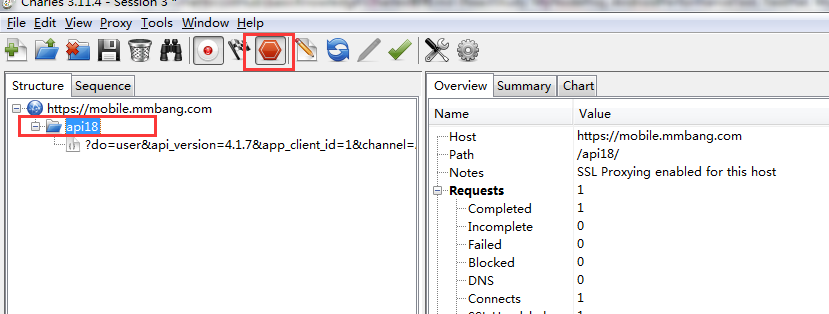 Charles 3.11.4 - Session 3 *
File Edit View Proxy Tools Window Help
Structure Sequence
https://mobile.mmbang.com
api18
?do=user&api_version=4.1.7&app_client_id=1&channel=.
Overview Summary Chart
Name Value
Host https://mobile.mmbang.com
Path /api18/
Notes SSL Proxying enabled for this host
Requests 1
Completed 1
Incomplete 0
Failed 0
Blocked 0
DNS 0
Connects 1